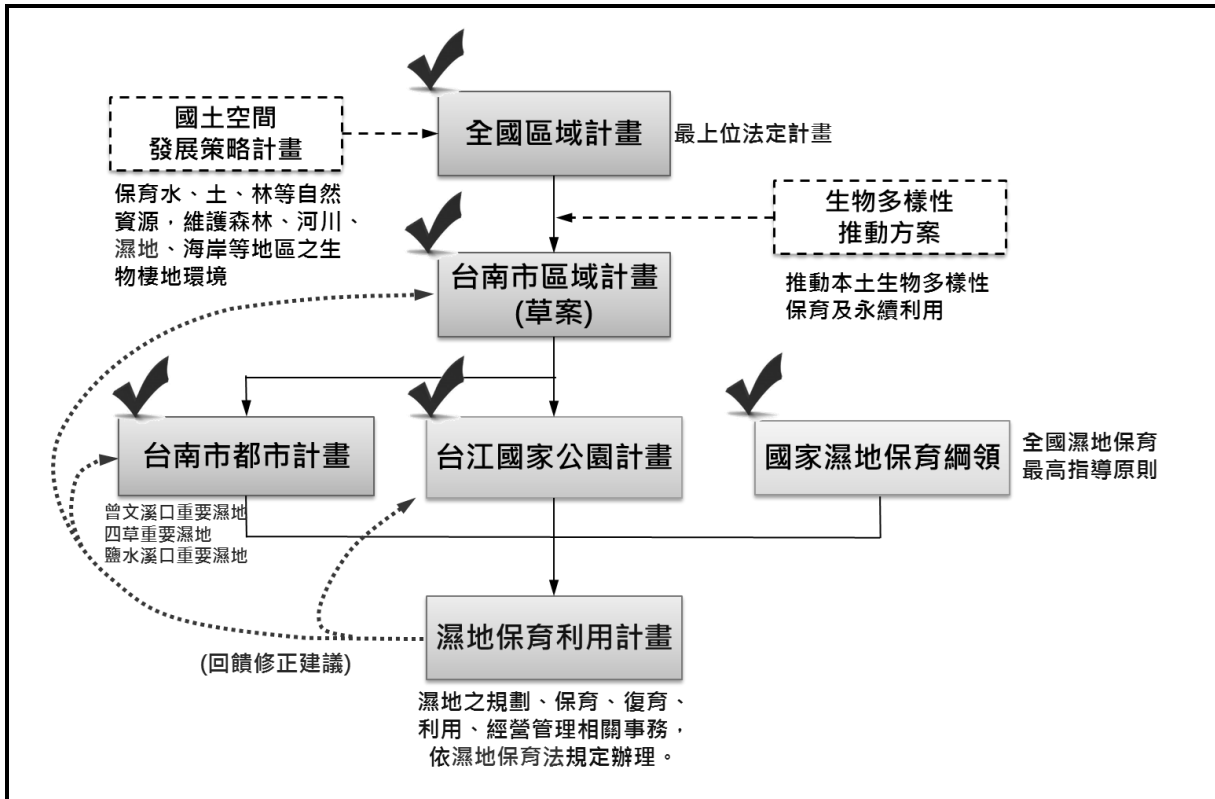 國土空間
發展策略計畫
全國區域計畫
最上位法定計畫
保育水、土、林等自然
資源，維護森林、河川、
濕地、海岸等地區之生
物棲地環境
生物多樣性
推動方案
推動本土生物多樣性
保育及永續利用
台南市區域計畫
(草案)
台南市都市計畫
台江國家公園計畫
國家濕地保育綱領
全國濕地保育
最高指導原則
曾文溪口重要濕地
四草重要濕地
鹽水溪口重要濕地
濕地保育利用計畫
(回饋修正建議)
濕地之規劃、保育、復育、
利用、經營管理相關事務，
依濕地保育法規定辦理。